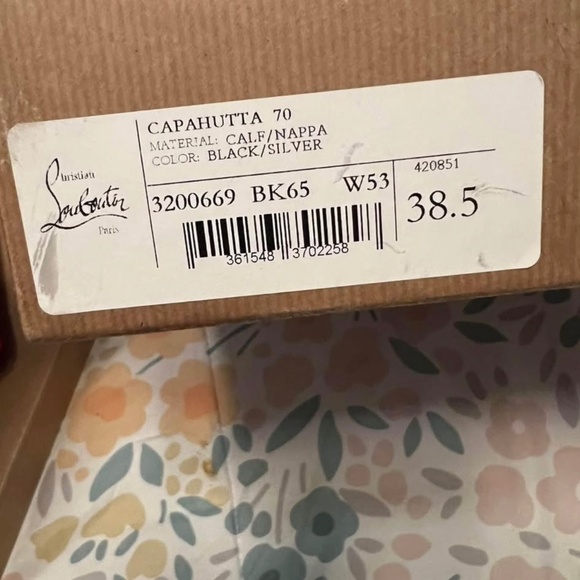 Christian
Louboutin
Paris
CAPAHUTTA 70
MATERIAL: CALF/NAPPA
COLOR: BLACK/SILVER
3200669 BK65 W53
361548 3702258
420851
38.5